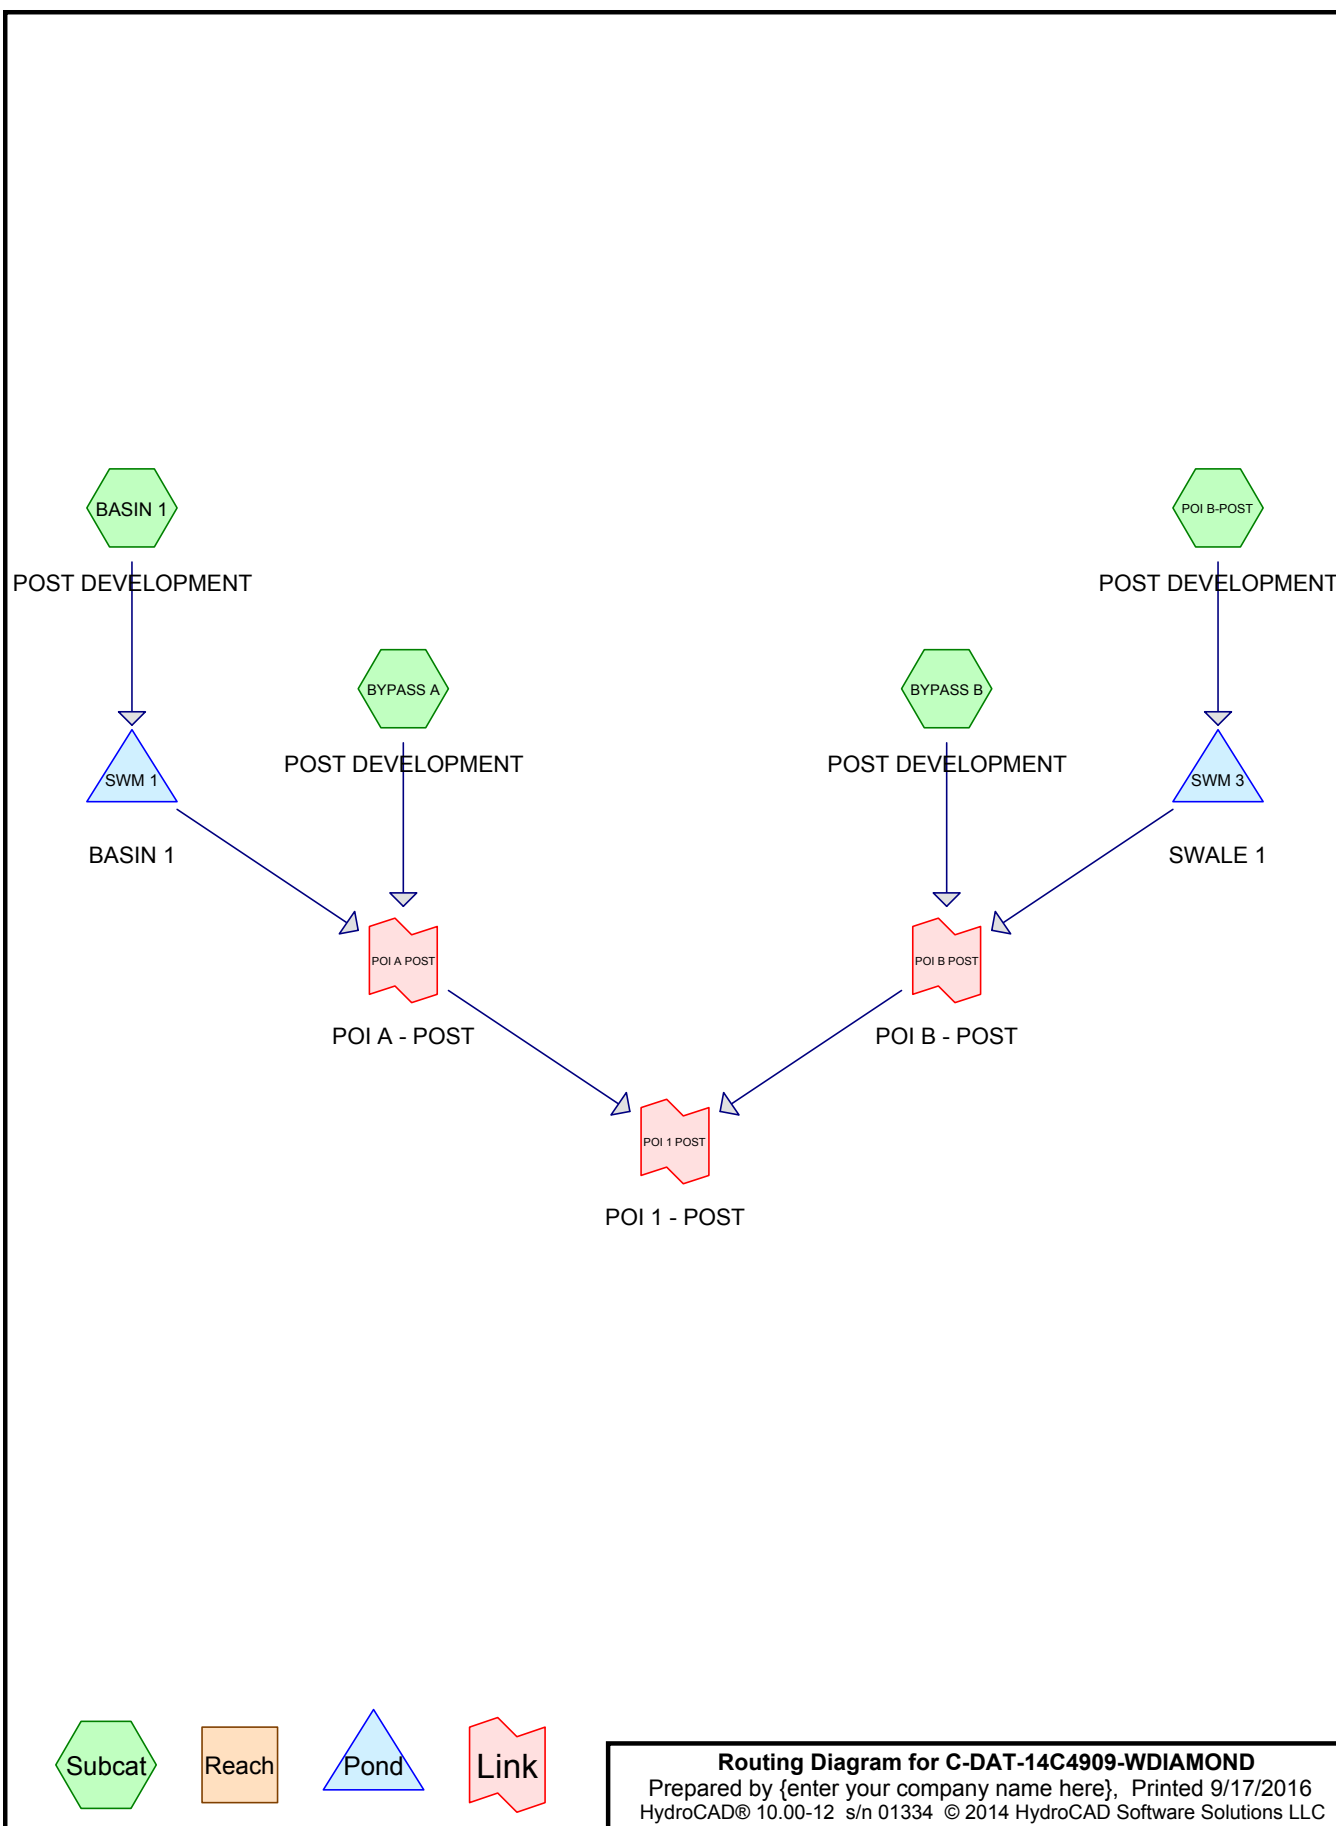 BASIN 1
POI B-POST
POST DEVELOPMENT
POST DEVELOPMENT
BYPASS A
BYPASS B
POST DEVELOPMENT
POST DEVELOPMENT
SWM 1
SWM 3
BASIN 1
SWALE 1
POI A POST
POI B POST
POI A - POST
POI B - POST
POI 1 POST
POI 1 - POST
Subcat
Reach
Pond
Link
Routing Diagram for C-DAT-14C4909-WDIAMOND
Prepared by {enter your company name here}, Printed 9/17/2016
HydroCAD® 10.00-12 s/n 01334 © 2014 HydroCAD Software Solutions LLC